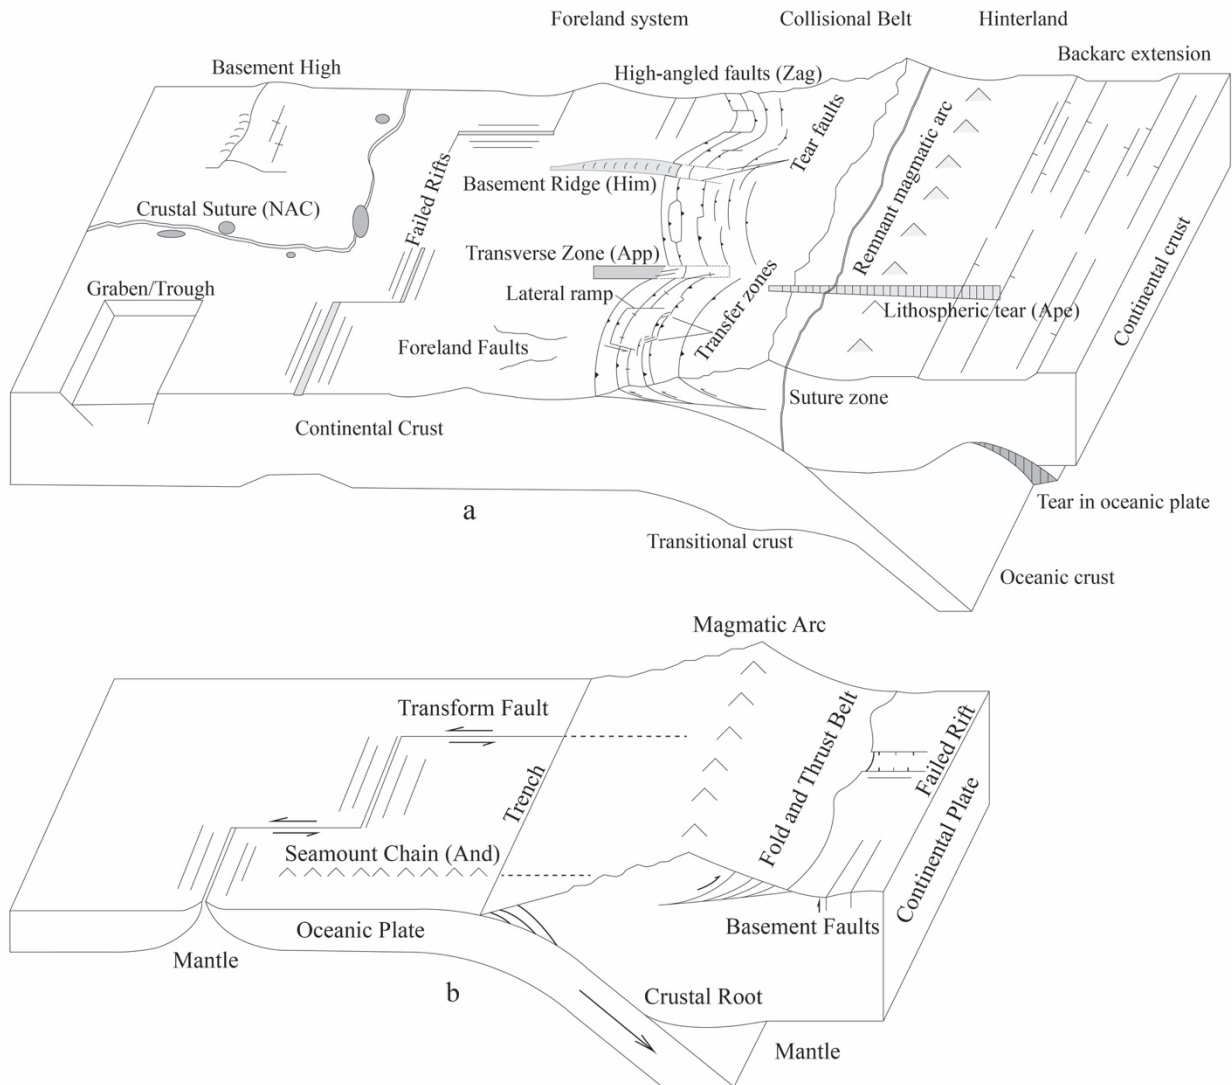 Foreland system
Collisional Belt
Hinterland
Backarc extension
Basement High
High-angled faults (Zag)
Tear faults
Remnant magmatic arc
Failed Rifts
Basement Ridge (Him)
Crustal Suture (NAC)
Transverse Zone (App)
Graben/Trough
Lateral ramp
Transfer zones
Lithospheric tear (Ape)
Continental crust
Foreland Faults
Suture zone
Continental Crust
a
Tear in oceanic plate
Transitional crust
Oceanic crust
Magmatic Arc
Transform Fault
Trench
Fold and Thrust Belt
Failed Rift
Seamount Chain (And)
Continental Plate
Oceanic Plate
Basement Faults
Mantle
b
Crustal Root
Mantle